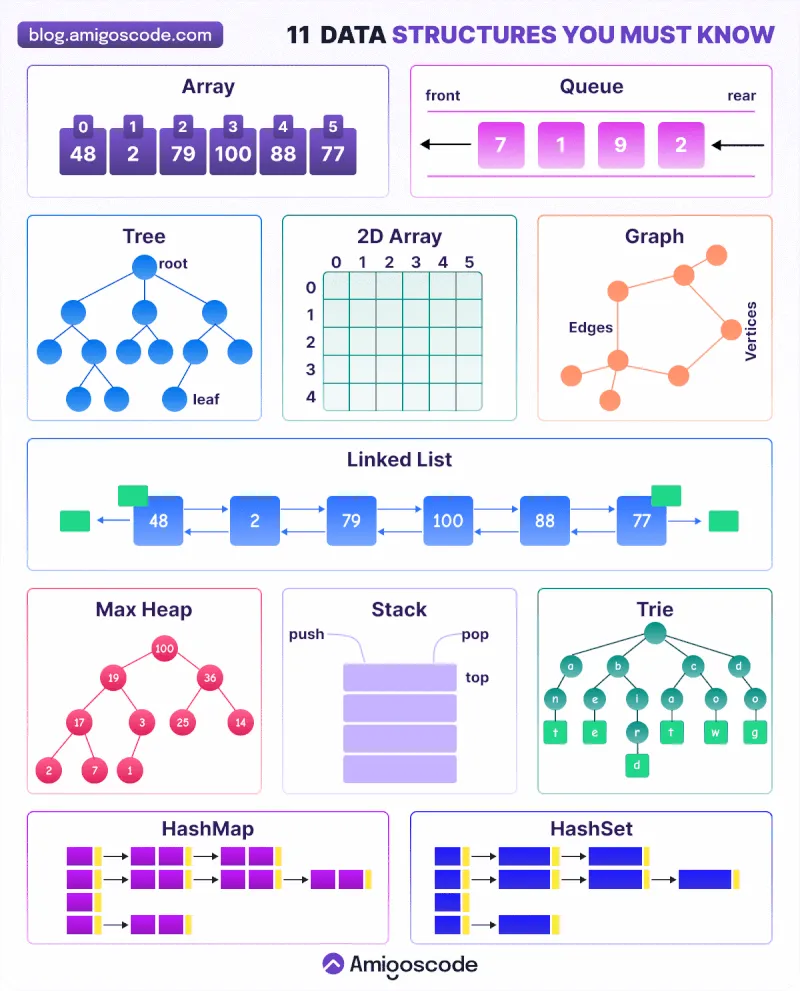 blog.amigoscode.com
11 DATA STRUCTURES YOU MUST KNOW
Array
0 1 2 3 4 5
48 2 79 100 88 77
Queue
front
rear
7 1 9 2
Tree
root
leaf
2D Array
0 1 2 3 4 5
0
1
2
3
4
Graph
Edges
Vertices
Linked List
48 2 79 100 88 77
Max Heap
100
19 36
17 3 25 14
2 7 1
Stack
push
pop
top
Trie
a b c d
n e i a o o
t e r t w g
d
HashMap
HashSet
Amigoscode